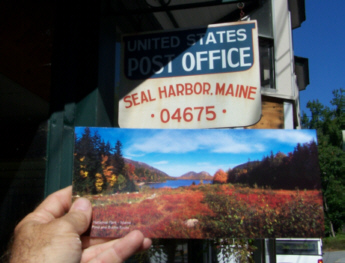 UNITED STATES
POST OFFICE
SEAL HARBOR, MAINE
· 04675 ·